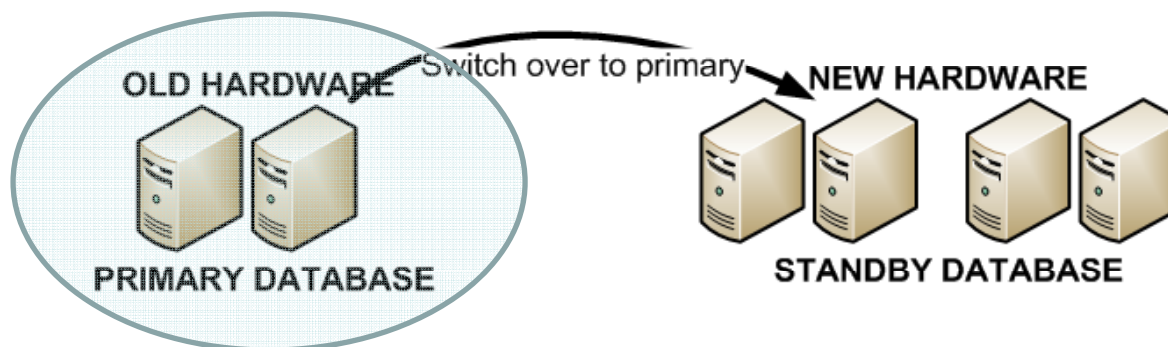 Switch over to primary
OLD HARDWARE
NEW HARDWARE
PRIMARY DATABASE
STANDBY DATABASE